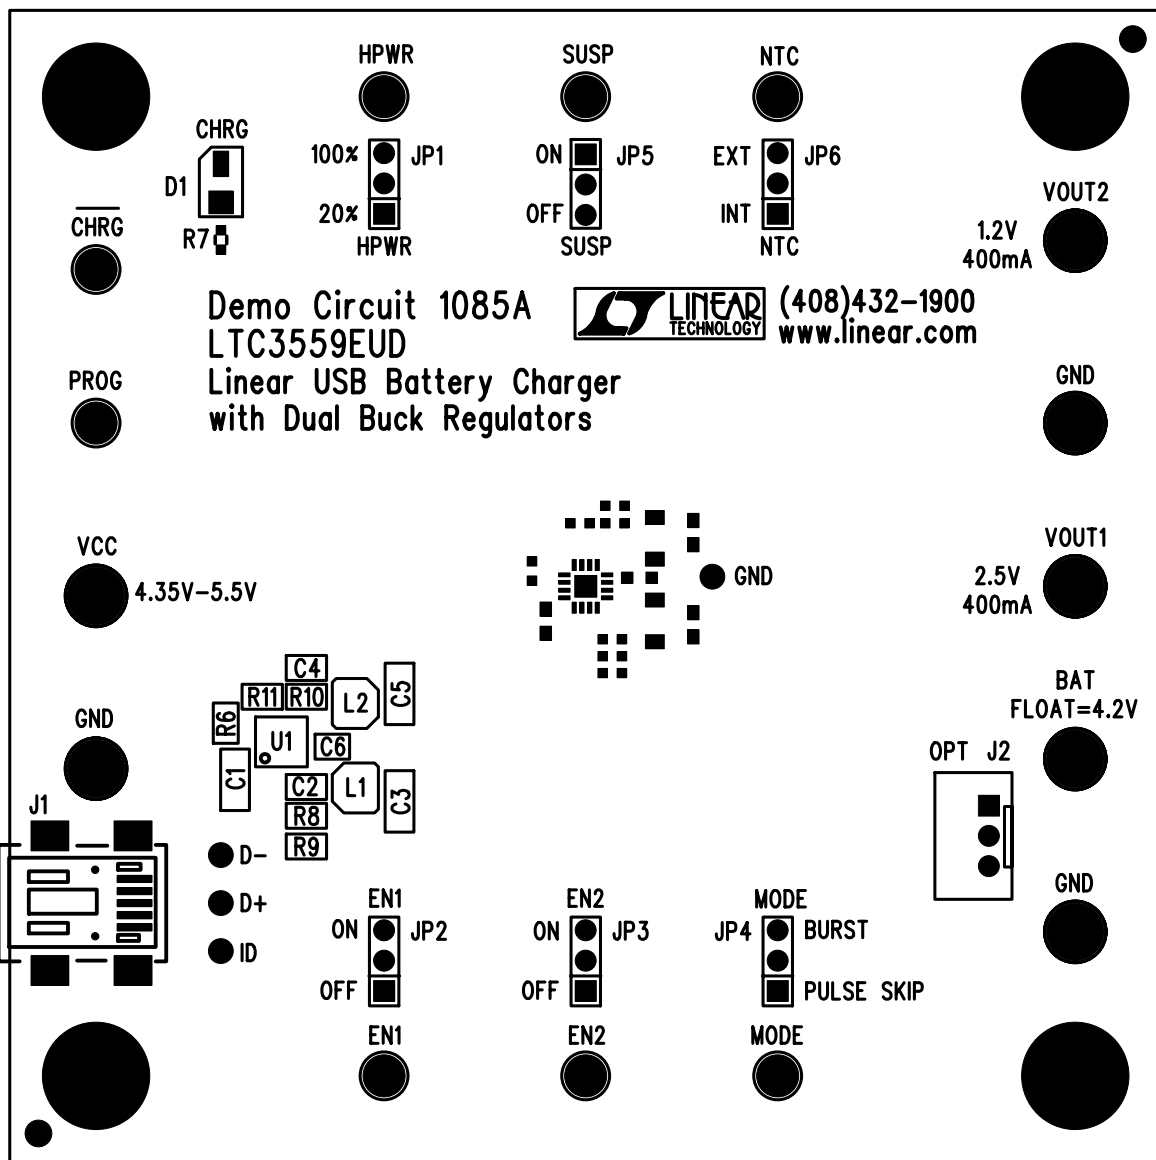 HPWR
SUSP
NTC
CHRG
100%
JP1
ON
JP5
EXT
JP6
D1
VOUT2
20%
OFF
INT
CHRG
1.2V
R7
HPWR
SUSP
NTC
400mA
Demo Circuit 1085A
LINEAR
TECHNOLOGY
(408)432-1900
LTC3559EUD
www.linear.com
PROG
Linear USB Battery Charger
GND
with Dual Buck Regulators
VCC
VOUT1
4.35V-5.5V
GND
2.5V
400mA
C4
BAT
R11
R10
L2
C5
FLOAT=4.2V
GND
R6
U1
C6
OPT J2
C1
C2
L1
C3
J1
R8
R9
D-
D+
ID
EN1
EN2
MODE
GND
ON
JP2
ON
JP3
JP4
BURST
OFF
OFF
PULSE SKIP
EN1
EN2
MODE